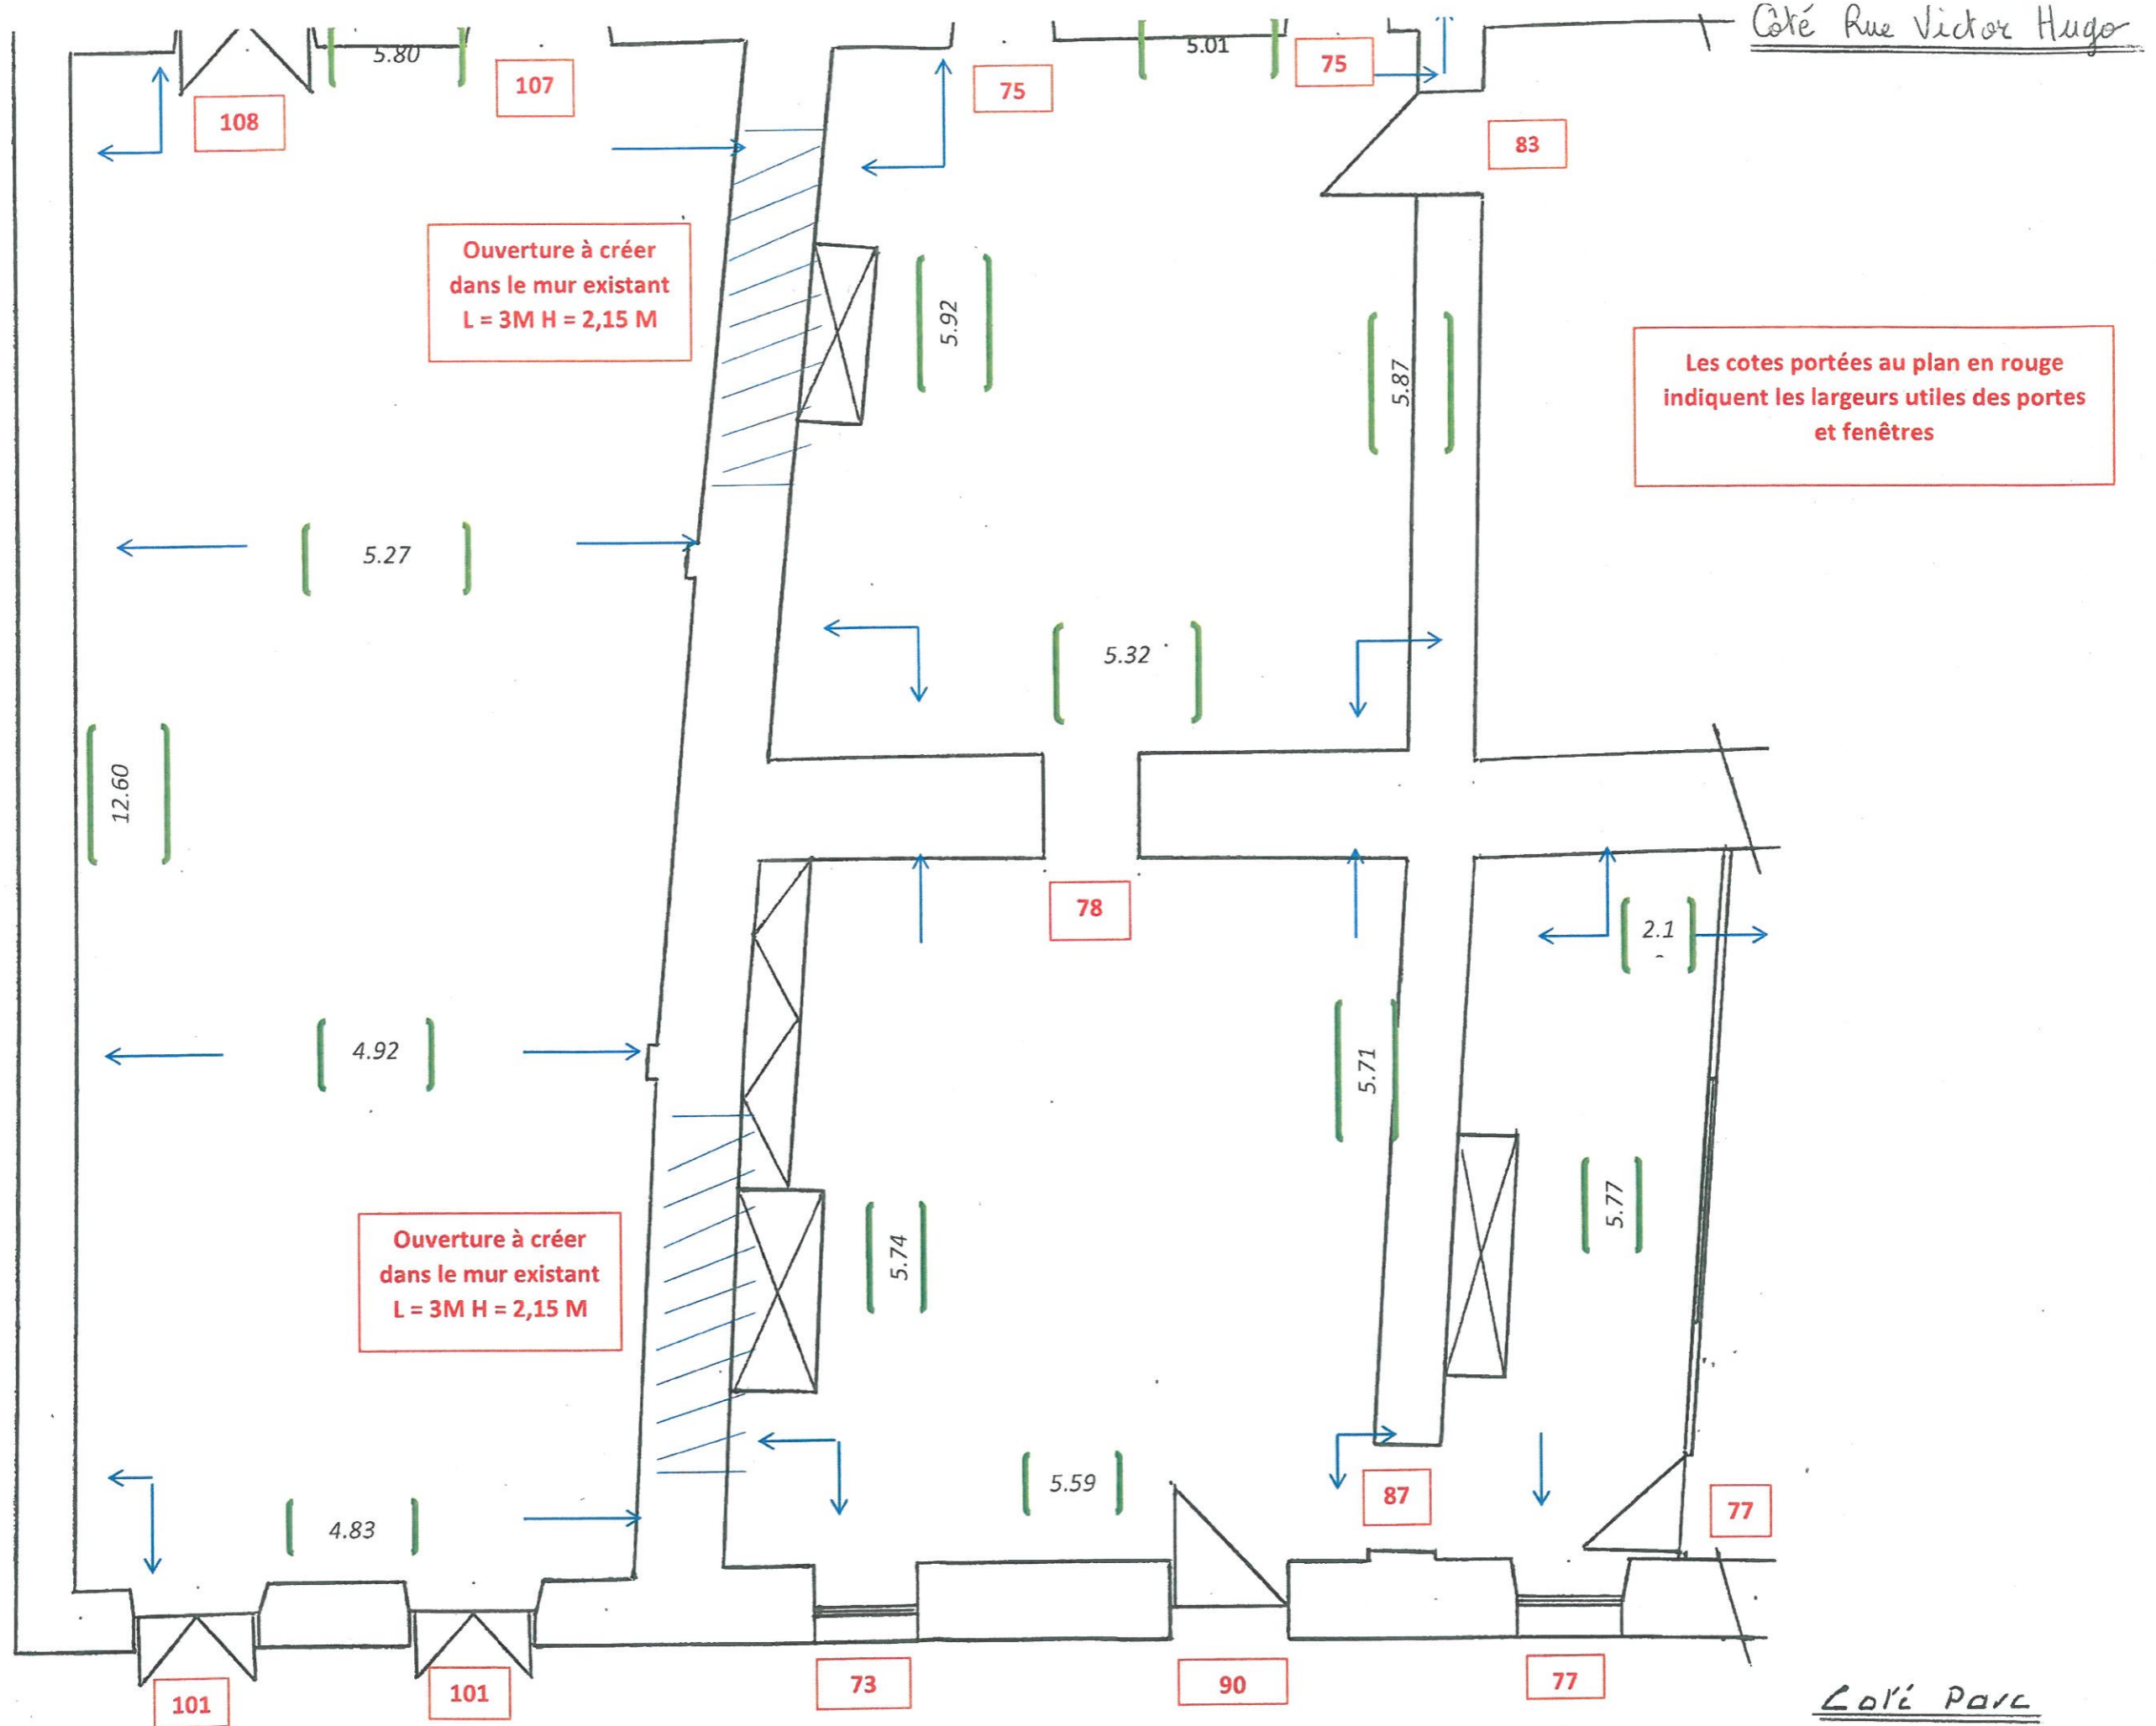 Côté Rue Victor Hugo
5.80
5.01
107
75
75
108
83
Ouverture à créer
dans le mur existant
L = 3M H = 2,15 M
5.92
5.87
Les cotes portées au plan en rouge
indiquent les largeurs utiles des portes
et fenêtres
5.27
5.32
12.60
78
2.1
4.92
5.71
5.77
Ouverture à créer
dans le mur existant
L = 3M H = 2,15 M
5.74
5.59
87
77
4.83
101
101
73
90
77
Coté Parc